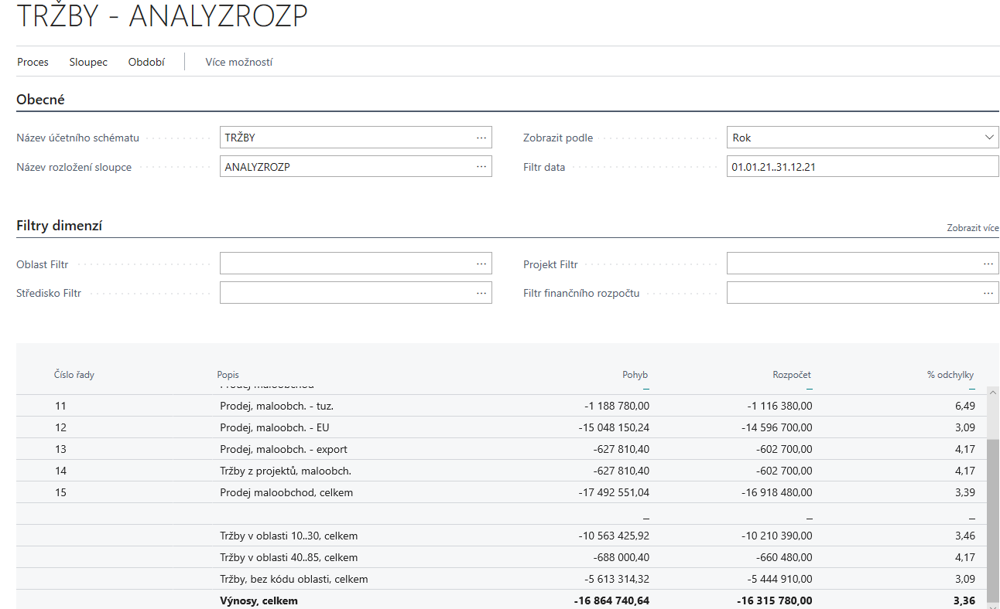 TRŽBY - ANALYZROZP
Proces Sloupec Období Více možností
Obecné
Název účetního schématu TRŽBY Zobrazit podle Rok
Název rozložení sloupce ANALYZROZP Filtr data 01.01.21..31.12.21
Filtry dimenzí Zobrazit více
Oblast Filtr Projekt Filtr
Středisko Filtr Filtr finančního rozpočtu
Číslo řady Popis Pohyb Rozpočet % odchylky
Prodej maloobchod _ _ _
11 Prodej, maloobch. - tuz. -1 188 780,00 -1 116 380,00 6,49
12 Prodej, maloobch. - EU -15 048 150,24 -14 596 700,00 3,09
13 Prodej, maloobch. - export -627 810,40 -602 700,00 4,17
14 Tržby z projektů, maloobch. -627 810,40 -602 700,00 4,17
15 Prodej maloobchod, celkem -17 492 551,04 -16 918 480,00 3,39
_ _ _
Tržby v oblasti 10..30, celkem -10 563 425,92 -10 210 390,00 3,46
Tržby v oblasti 40..85, celkem -688 000,40 -660 480,00 4,17
Tržby, bez kódu oblasti, celkem -5 613 314,32 -5 444 910,00 3,09
Výnosy, celkem -16 864 740,64 -16 315 780,00 3,36